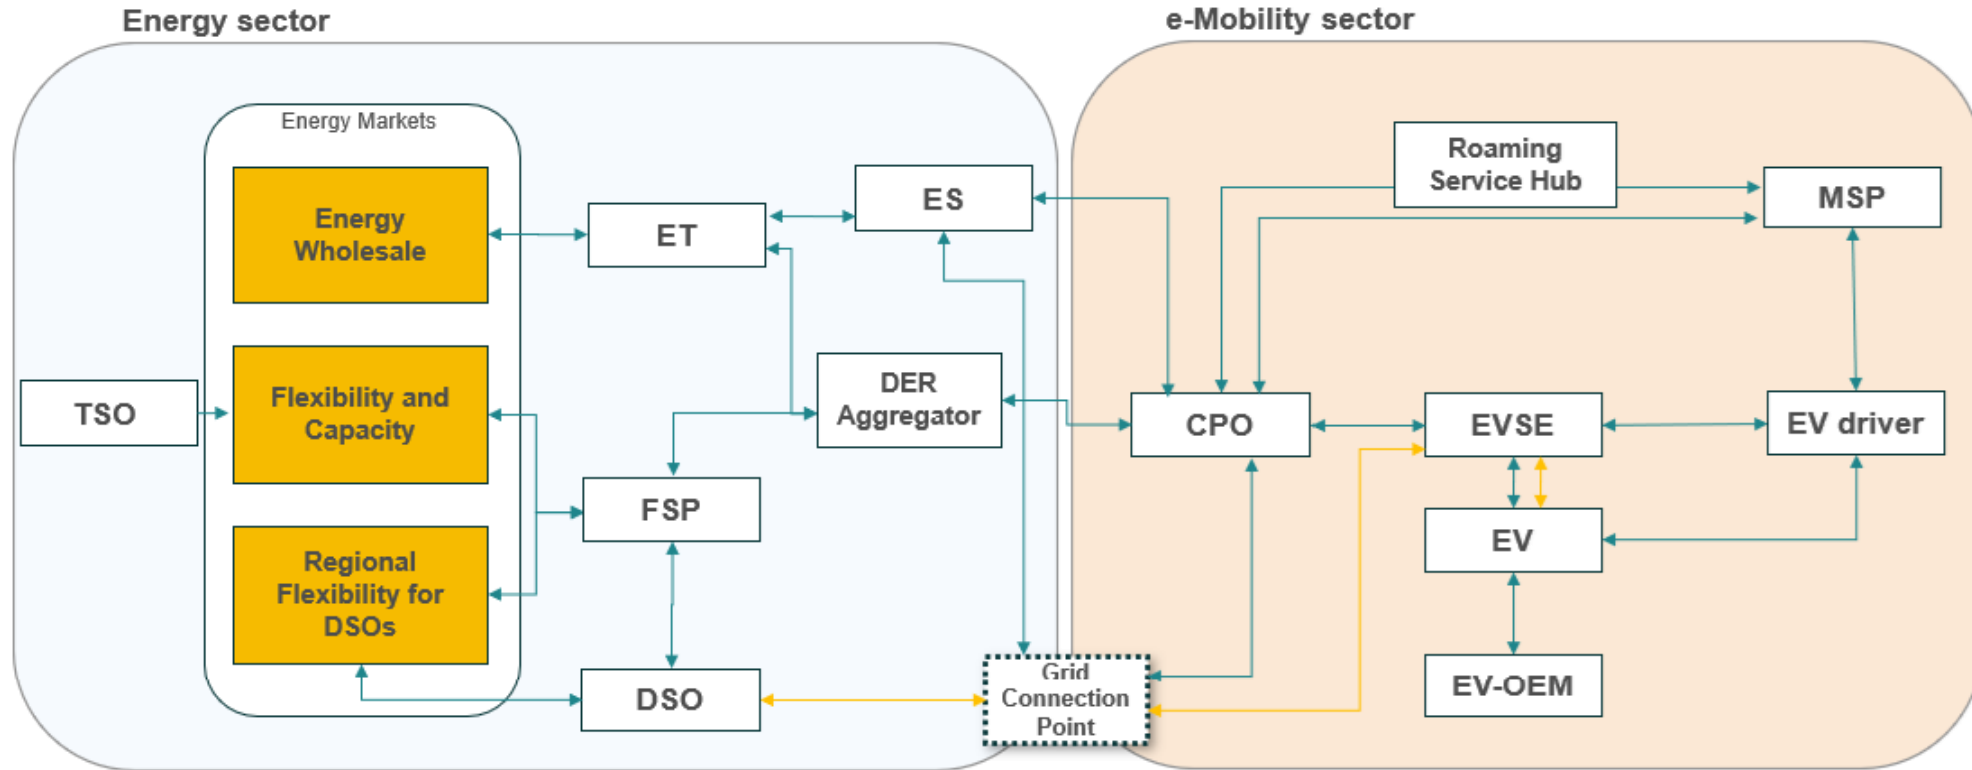 Energy sector
e-Mobility sector
Energy Markets
Energy
Wholesale
Flexibility and
Capacity
Regional
Flexibility for
DSOs
TSO
ET
ES
DER
Aggregator
FSP
DSO
Grid
Connection
Point
Roaming
Service Hub
MSP
CPO
EVSE
EV driver
EV
EV-OEM